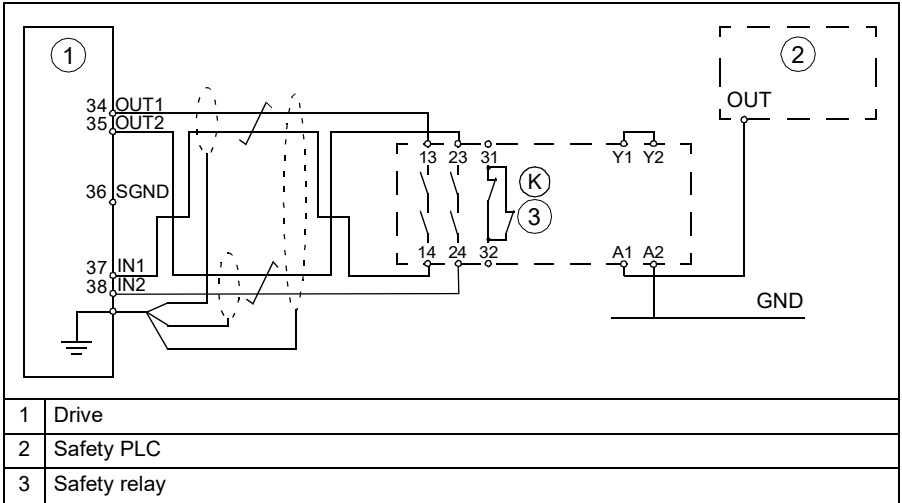 1
2
OUT
34 OUT1
35 OUT2
13 23 31
Y1 Y2
K
36 SGND
3
14 24 32
A1 A2
37 IN1
38 IN2
GND
1 Drive
2 Safety PLC
3 Safety relay